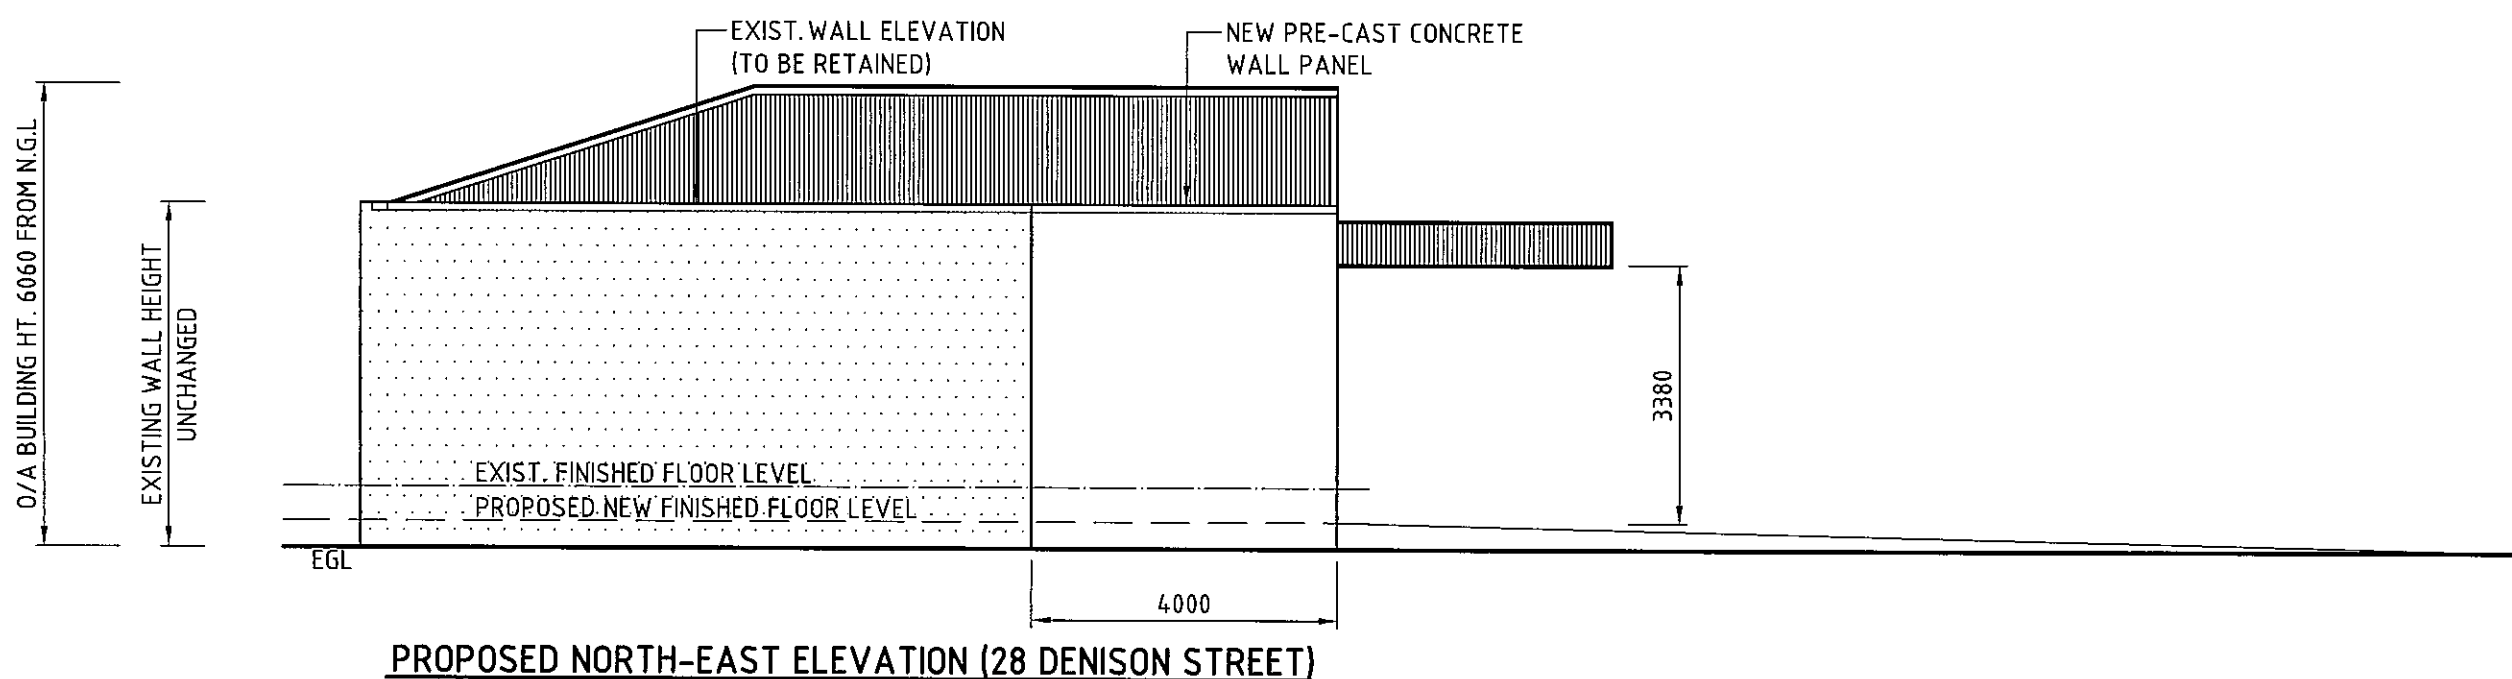 EXIST. WALL ELEVATION
(TO BE RETAINED)
NEW PRE-CAST CONCRETE
WALL PANEL
O/A BUILDING HT. 6060 FROM N.G.L
EXISTING WALL HEIGHT
UNCHANGED
3380
EXIST. FINISHED FLOOR LEVEL
PROPOSED NEW FINISHED FLOOR LEVEL
EGL
4000
PROPOSED NORTH-EAST ELEVATION (28 DENISON STREET)